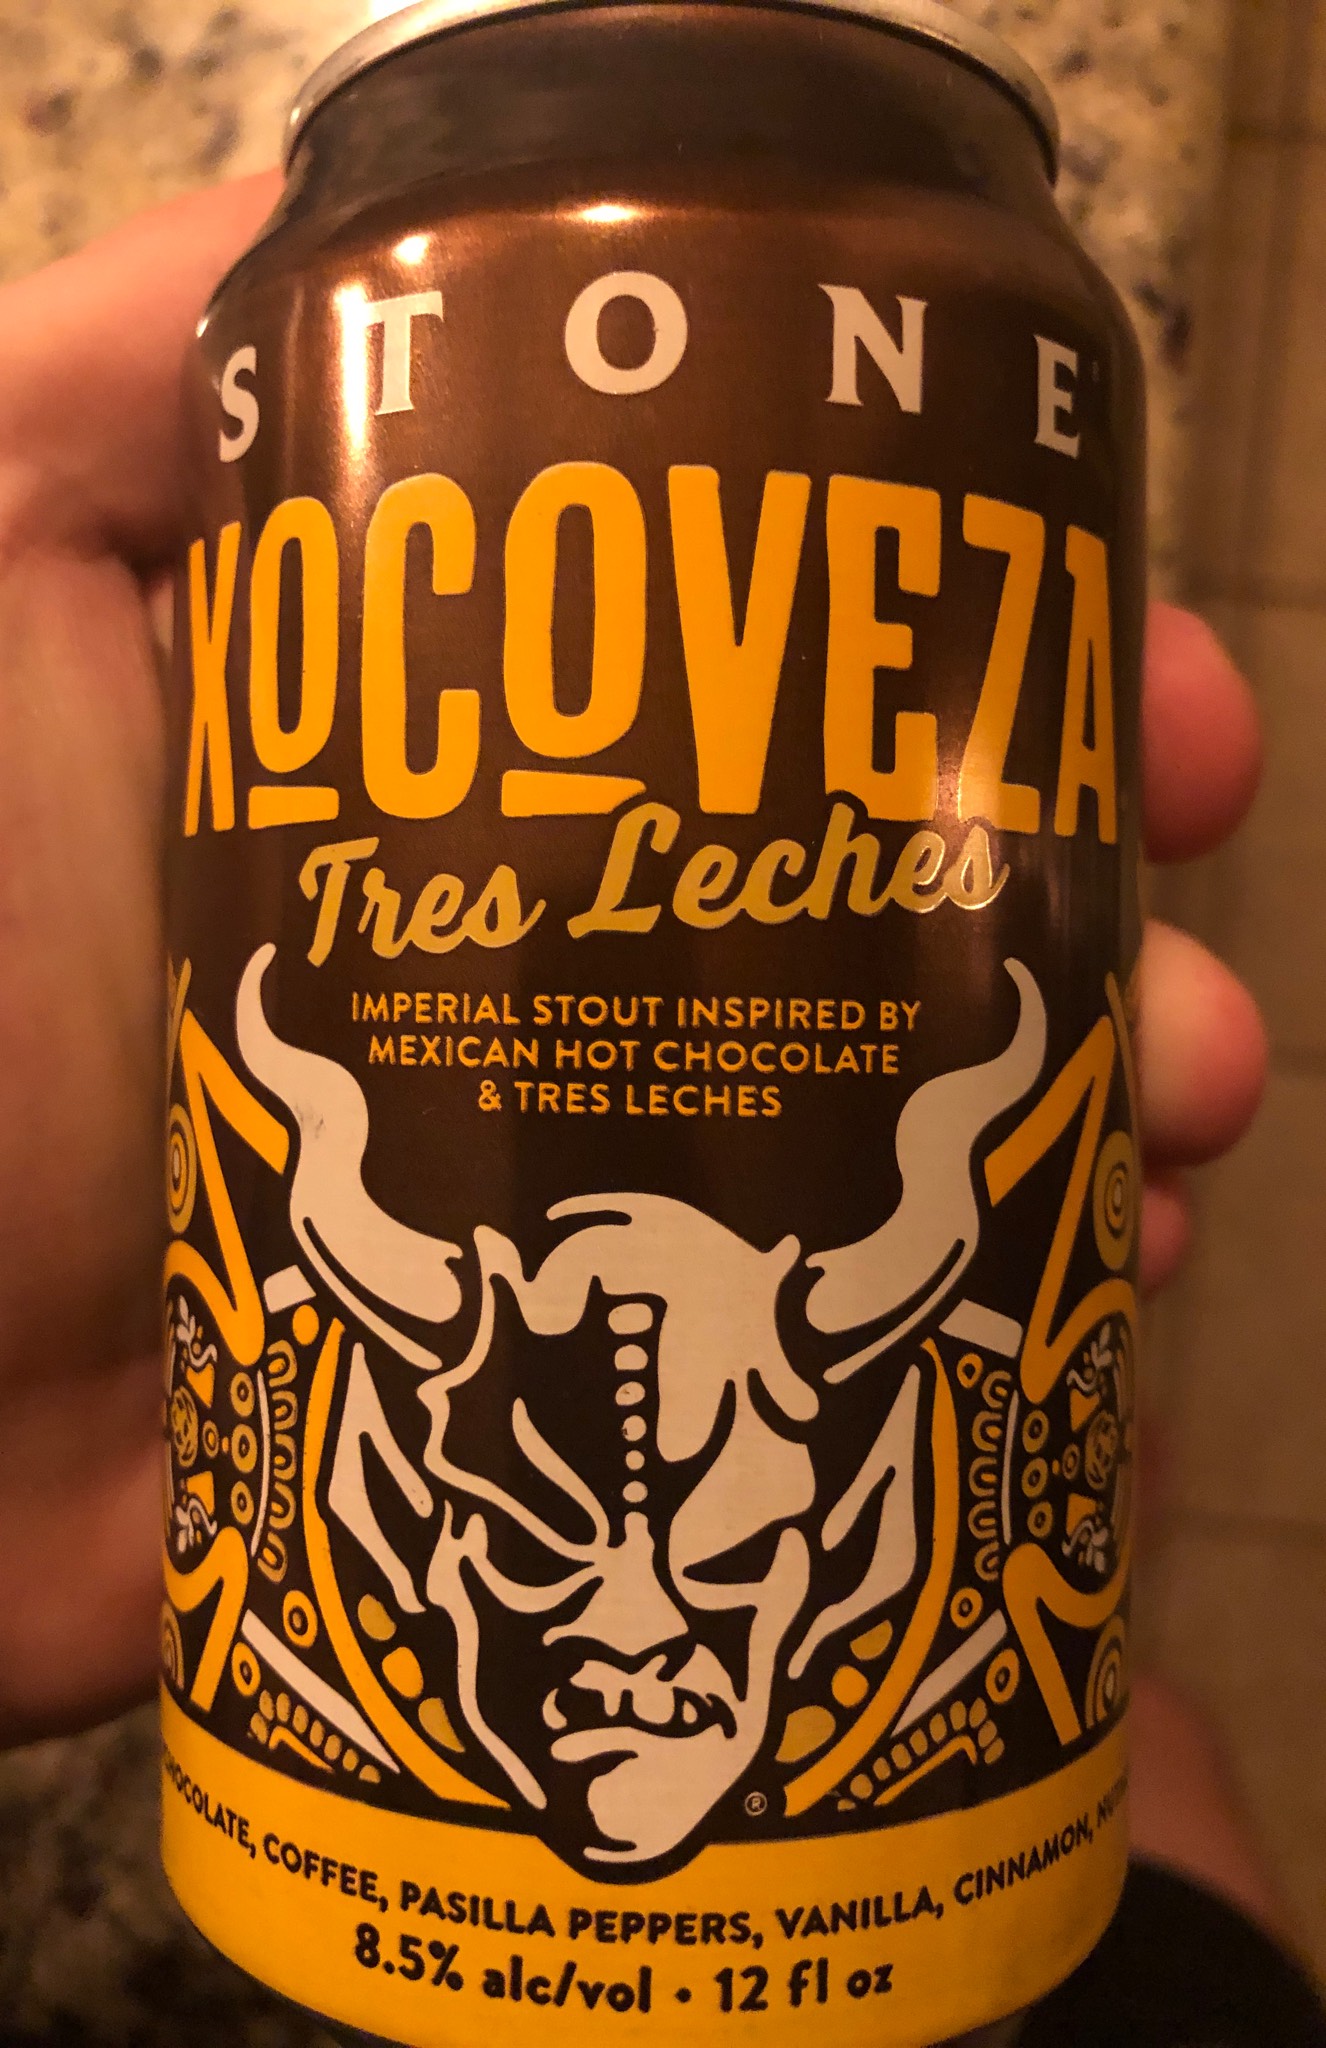 STONE
XOCOVEZA
Tres Leches
IMPERIAL STOUT INSPIRED BY
MEXICAN HOT CHOCOLATE
& TRES LECHES
®
COFFEE, PASILLA PEPPERS, VANILLA, CINNAMON,
8.5% alc/vol • 12 fl oz